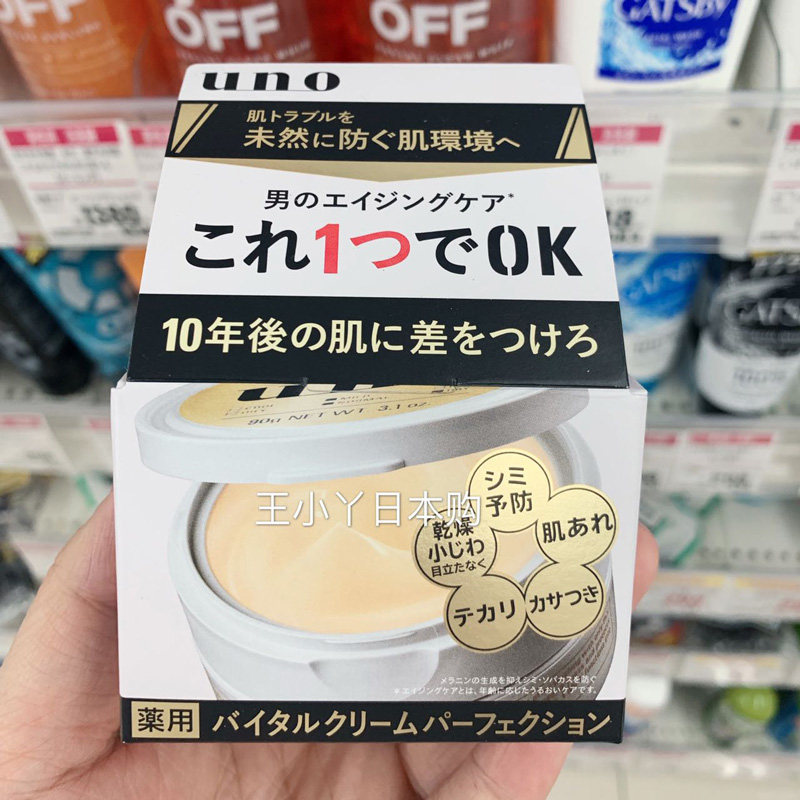 OFF
OFF
OFF
GATSBY
uno
肌トラブルを
未然に防ぐ肌環境へ
男のエイジングケア*
これ1つでOK
10年後の肌に差をつけろ
90g NET WT. 3.1 oz.
王小丫日本购
シミ
予防
乾燥
小じわ
目立たなく
肌あれ
テカリ
カサつき
メラニンの生成を抑えシミ・ソバカスを防ぐ
*エイジングケアとは、年齢に応じたうるおいケアです。
薬用 バイタルクリームパーフェクション
GATSBY